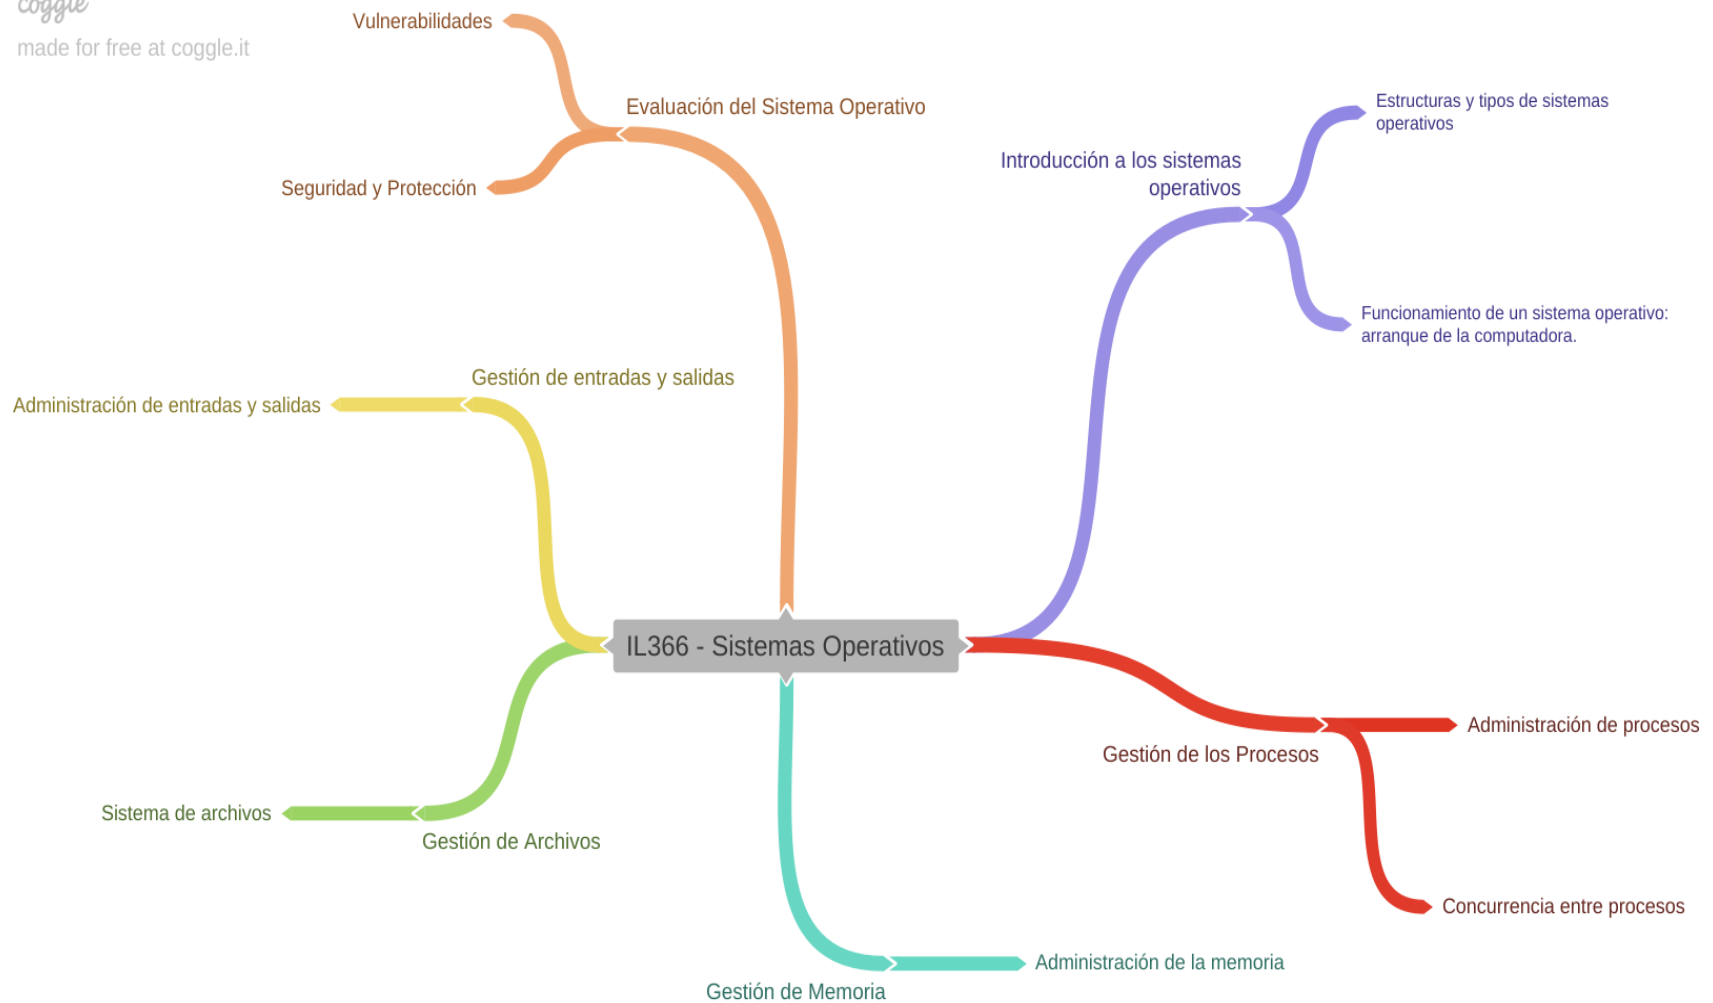 coggle
made for free at coggle.it
Vulnerabilidades
Evaluación del Sistema Operativo
Seguridad y Protección
Estructuras y tipos de sistemas
operativos
Introducción a los sistemas
operativos
Funcionamiento de un sistema operativo:
arranque de la computadora.
Gestión de entradas y salidas
Administración de entradas y salidas
IL366 - Sistemas Operativos
Administración de procesos
Gestión de los Procesos
Sistema de archivos
Gestión de Archivos
Concurrencia entre procesos
Administración de la memoria
Gestión de Memoria